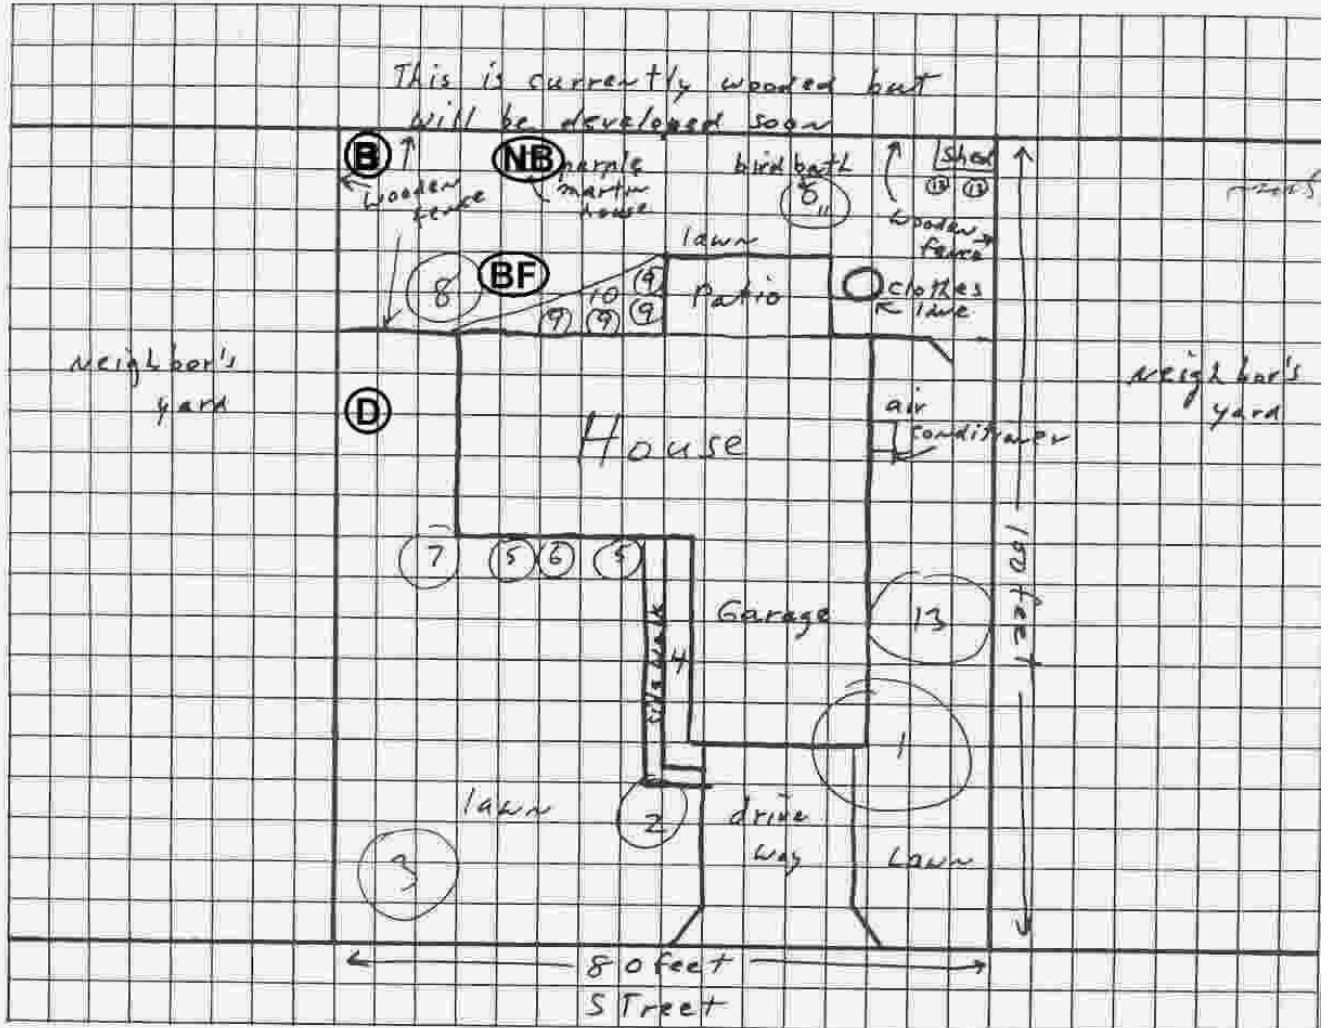 This is currently wooded but
will be developed soon
B
wooden
fence
NB
purple
martin
house
bird bath
8
11
Shed
12 12
wooden
fence
lawn
8
BF
10
9
9
9
9
Patio
clothes
line
Neighbor's
yard
Neighbor's
yard
D
House
air
conditioner
7
5
6
5
sidewalk
4
Garage
13
100 feet
1
lawn
2
drive
way
Lawn
3
80 feet
STreet